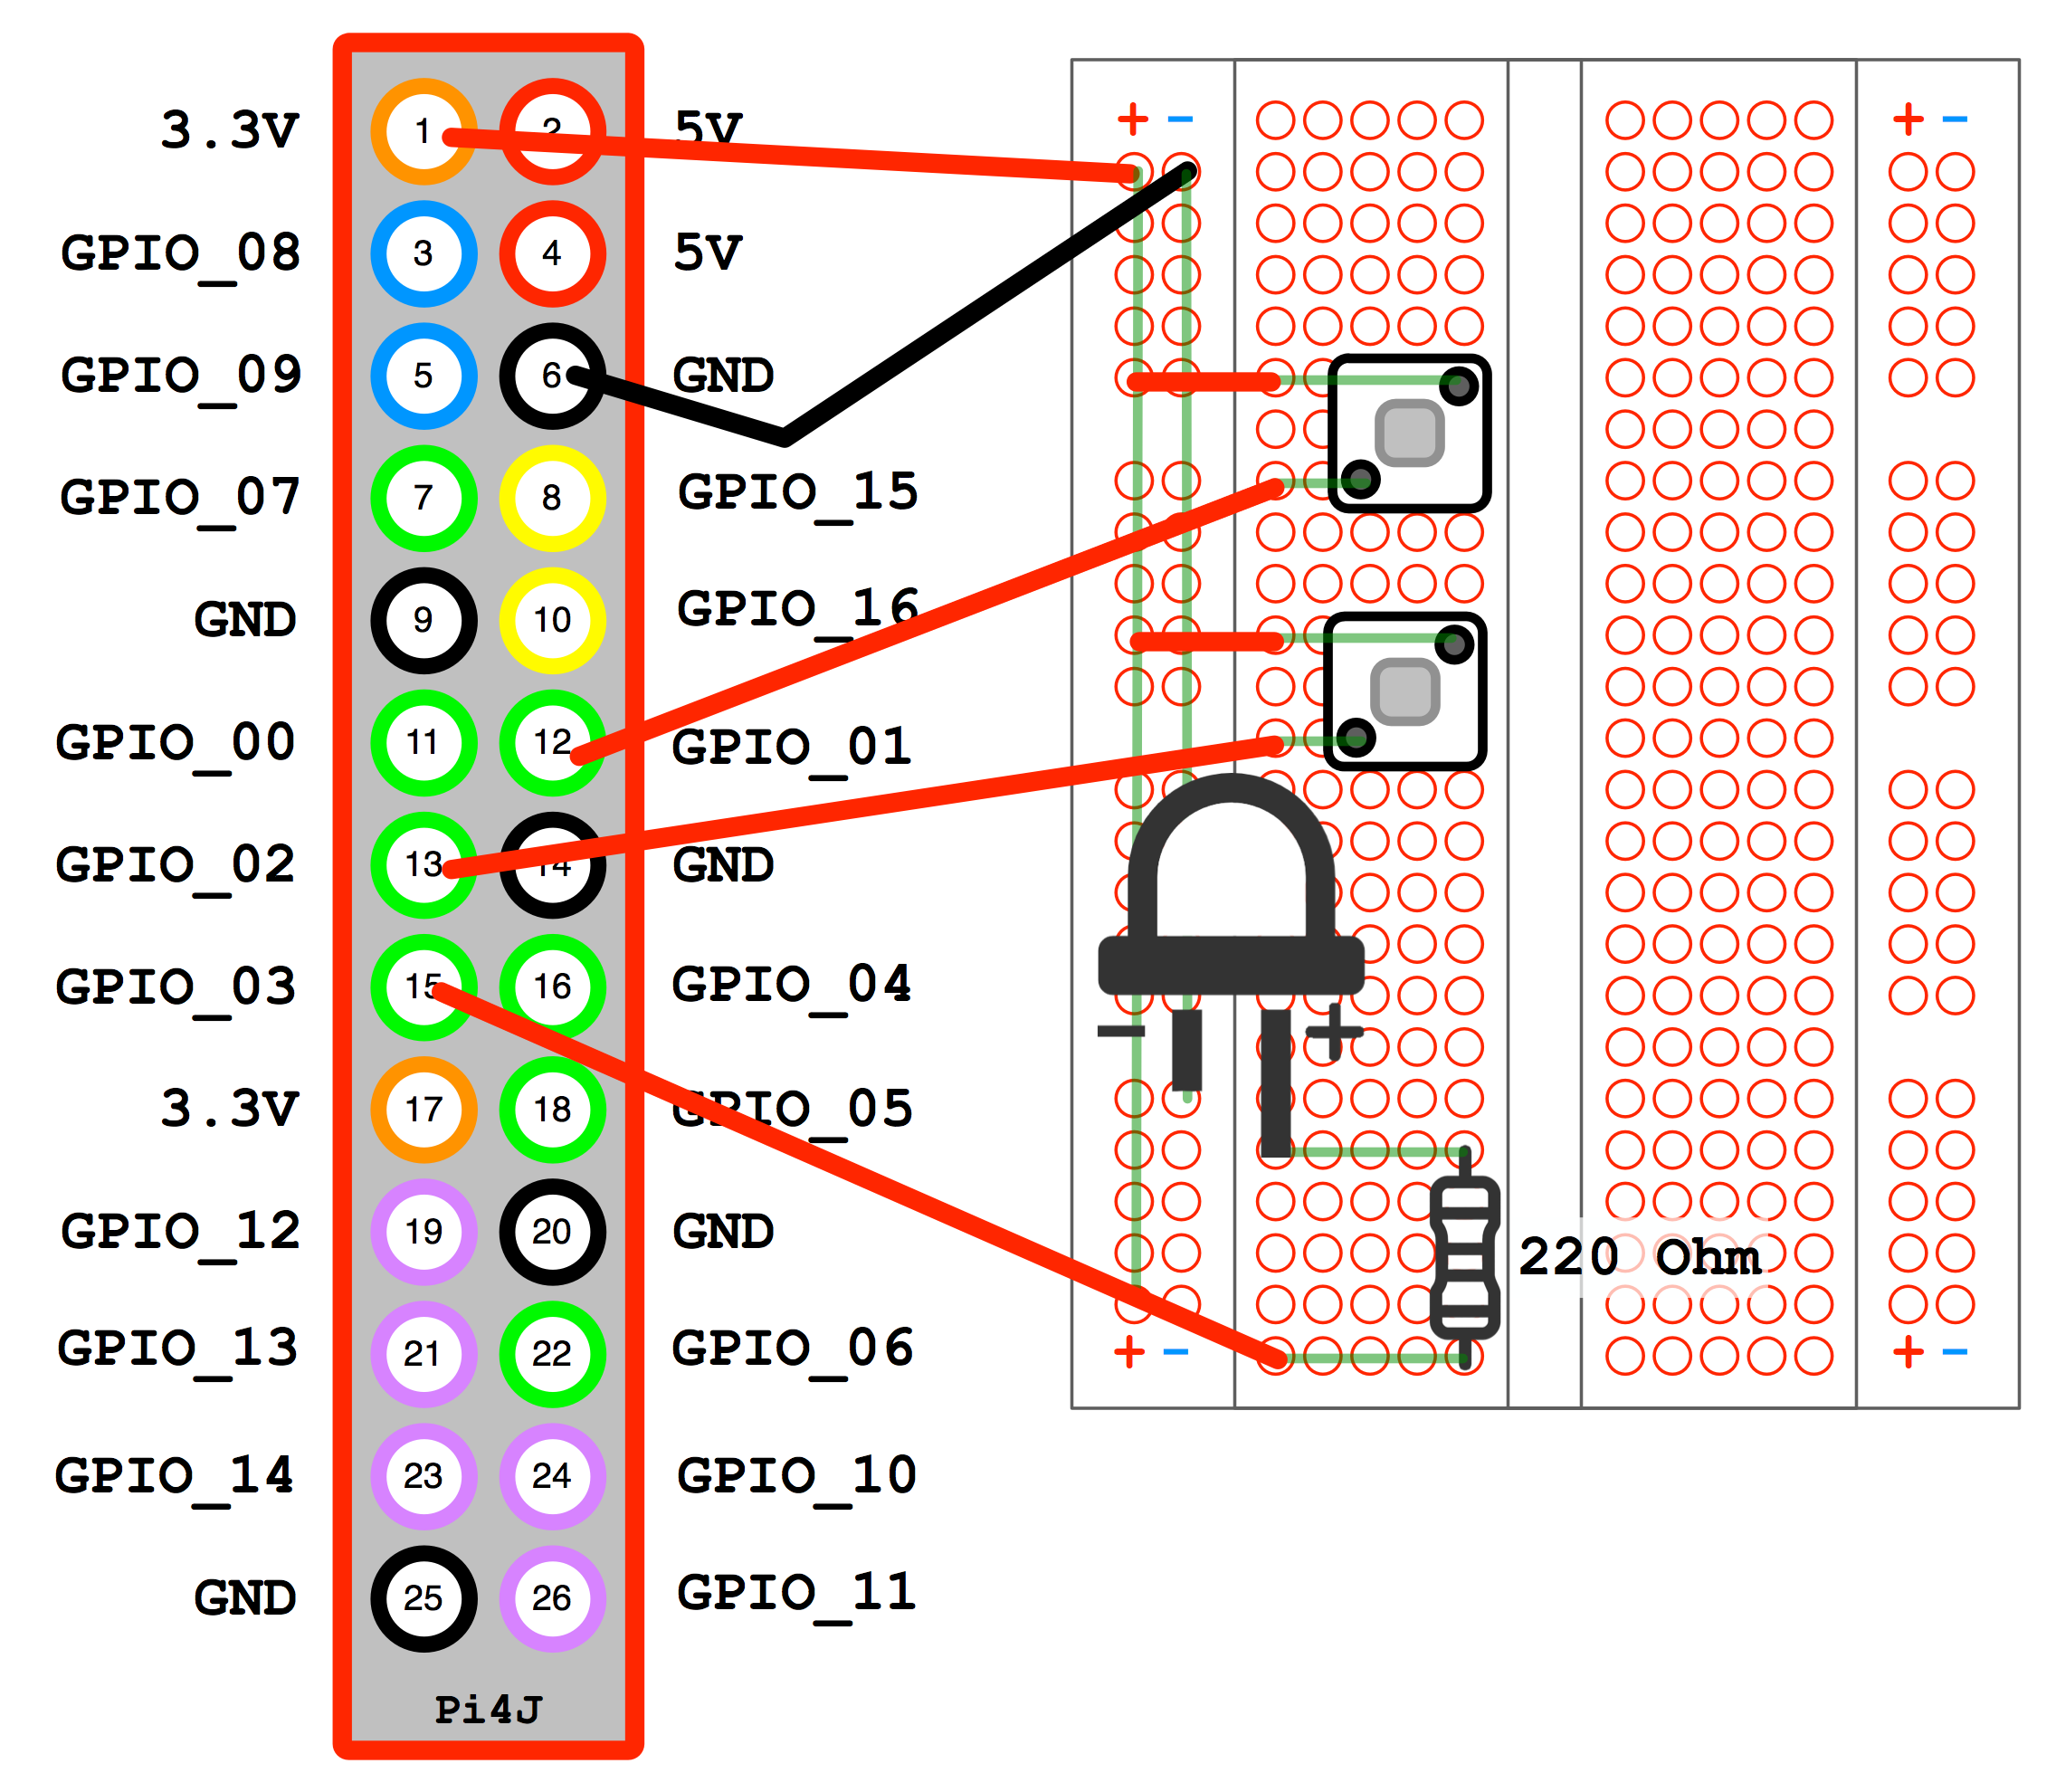 3.3V 1 2 5V + − + −
GPIO_08 3 4 5V
GPIO_09 5 6 GND
GPIO_07 7 8 GPIO_15
GND 9 10 GPIO_16
GPIO_00 11 12 GPIO_01
GPIO_02 13 14 GND
GPIO_03 15 16 GPIO_04
− +
3.3V 17 18 GPIO_05
GPIO_12 19 20 GND
220 Ohm
GPIO_13 21 22 GPIO_06 + − + −
GPIO_14 23 24 GPIO_10
GND 25 26 GPIO_11
Pi4J